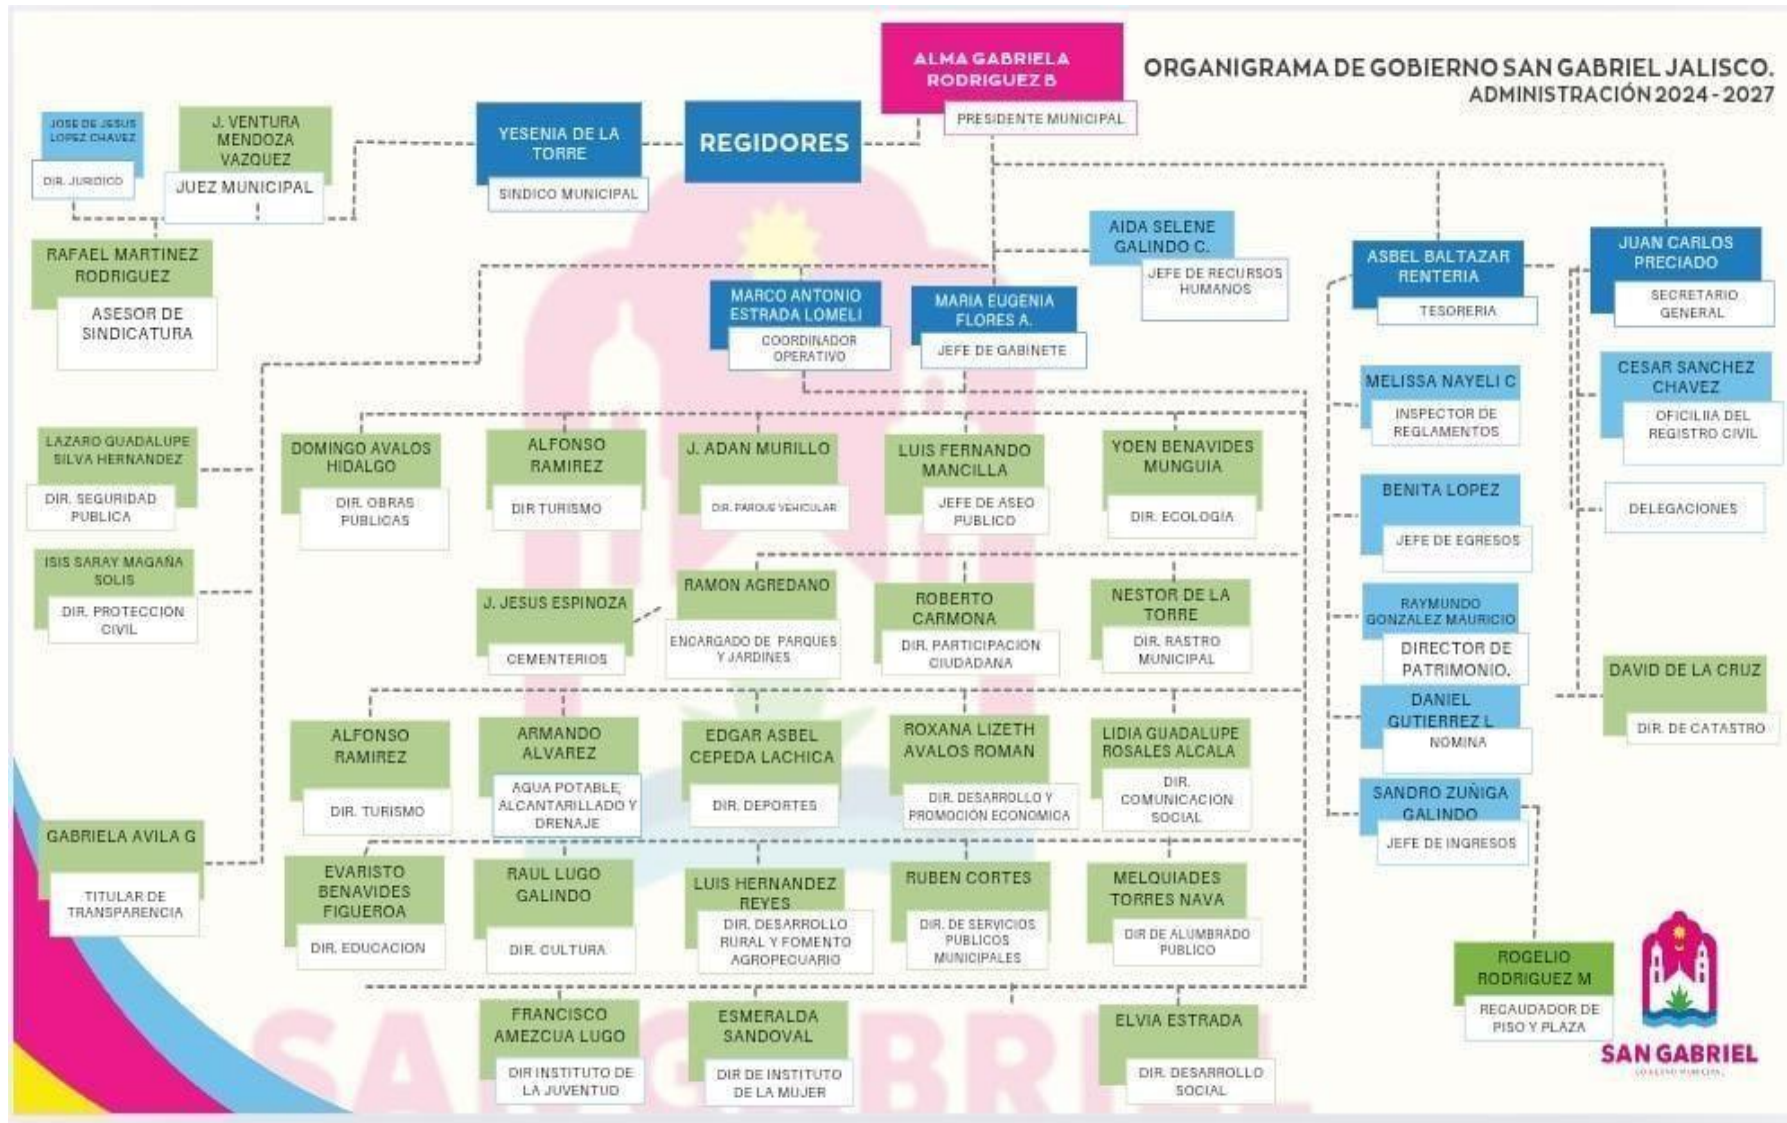 ALMA GABRIELA
RODRIGUEZ B
PRESIDENTE MUNICIPAL
ORGANIGRAMA DE GOBIERNO SAN GABRIEL JALISCO.
ADMINISTRACIÓN 2024 - 2027
JOSE DE JESUS
LOPEZ CHAVEZ
DIR. JURIDICO
J. VENTURA
MENDOZA
VAZQUEZ
JUEZ MUNICIPAL
YESENIA DE LA
TORRE
SINDICO MUNICIPAL
REGIDORES
RAFAEL MARTINEZ
RODRIGUEZ
ASESOR DE
SINDICATURA
AIDA SELENE
GALINDO C.
JEFE DE RECURSOS
HUMANOS
MARCO ANTONIO
ESTRADA LOMELI
COORDINADOR
OPERATIVO
MARIA EUGENIA
FLORES A.
JEFE DE GABINETE
ASBEL BALTAZAR
RENTERIA
TESORERIA
JUAN CARLOS
PRECIADO
SECRETARIO
GENERAL
MELISSA NAYELI C
INSPECTOR DE
REGLAMENTOS
CESAR SANCHEZ
CHAVEZ
OFICILIIA DEL
REGISTRO CIVIL
LAZARO GUADALUPE
SILVA HERNANDEZ
DIR. SEGURIDAD
PUBLICA
DOMINGO AVALOS
HIDALGO
DIR. OBRAS
PUBLICAS
ALFONSO
RAMIREZ
DIR TURISMO
J. ADAN MURILLO
DIR. PARQUE VEHICULAR
LUIS FERNANDO
MANCILLA
JEFE DE ASEO
PUBLICO
YOEN BENAVIDES
MUNGUIA
DIR. ECOLOGIA
BENITA LOPEZ
JEFE DE EGRESOS
DELEGACIONES
ISIS SARAY MAGAÑA
SOLIS
DIR. PROTECCIÓN
CIVIL
J. JESUS ESPINOZA
CEMENTERIOS
RAMON AGREDANO
ENCARGADO DE PARQUES
Y JARDINES
ROBERTO
CARMONA
DIR. PARTICIPACIÓN
CIUDADANA
NESTOR DE LA
TORRE
DIR. RASTRO
MUNICIPAL
RAYMUNDO
GONZALEZ MAURICIO
DIRECTOR DE
PATRIMONIO.
DAVID DE LA CRUZ
DIR. DE CATASTRO
DANIEL
GUTIERREZ L
NOMINA
ALFONSO
RAMIREZ
DIR. TURISMO
ARMANDO
ALVAREZ
AGUA POTABLE,
ALCANTARILLADO Y
DRENAJE
EDGAR ASBEL
CEPEDA LACHICA
DIR. DEPORTES
ROXANA LIZETH
AVALOS ROMAN
DIR. DESARROLLO Y
PROMOCIÓN ECONOMICA
LIDIA GUADALUPE
ROSALES ALCALA
DIR.
COMUNICACIÓN
SOCIAL
SANDRO ZUÑIGA
GALINDO
JEFE DE INGRESOS
GABRIELA AVILA G
TITULAR DE
TRANSPARENCIA
EVARISTO
BENAVIDES
FIGUEROA
DIR. EDUCACION
RAUL LUGO
GALINDO
DIR. CULTURA
LUIS HERNANDEZ
REYES
DIR. DESARROLLO
RURAL Y FOMENTO
AGROPECUARIO
RUBEN CORTES
DIR. DE SERVICIOS
PUBLICOS
MUNICIPALES
MELQUIADES
TORRES NAVA
DIR DE ALUMBRADO
PUBLICO
ROGELIO
RODRIGUEZ M
RECAUDADOR DE
PISO Y PLAZA
FRANCISCO
AMEZCUA LUGO
DIR INSTITUTO DE
LA JUVENTUD
ESMERALDA
SANDOVAL
DIR DE INSTITUTO
DE LA MUJER
ELVIA ESTRADA
DIR. DESARROLLO
SOCIAL
SAN GABRIEL
GOBIERNO MUNICIPAL
SAN GABRIEL